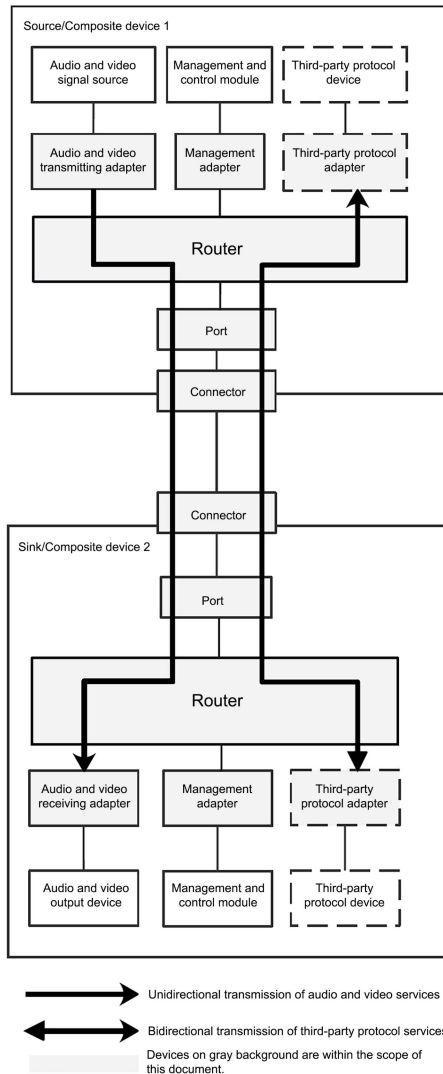 Source/Composite device 1
Audio and video
signal source
Management and
control module
Third-party protocol
device
Audio and video
transmitting adapter
Management
adapter
Third-party protocol
adapter
Router
Port
Connector
Connector
Sink/Composite device 2
Port
Router
Audio and video
receiving adapter
Management
adapter
Third-party
protocol adapter
Audio and video
output device
Management and
control module
Third-party
protocol device
Unidirectional transmission of audio and video services
Bidirectional transmission of third-party protocol services
Devices on gray background are within the scope of
this document.